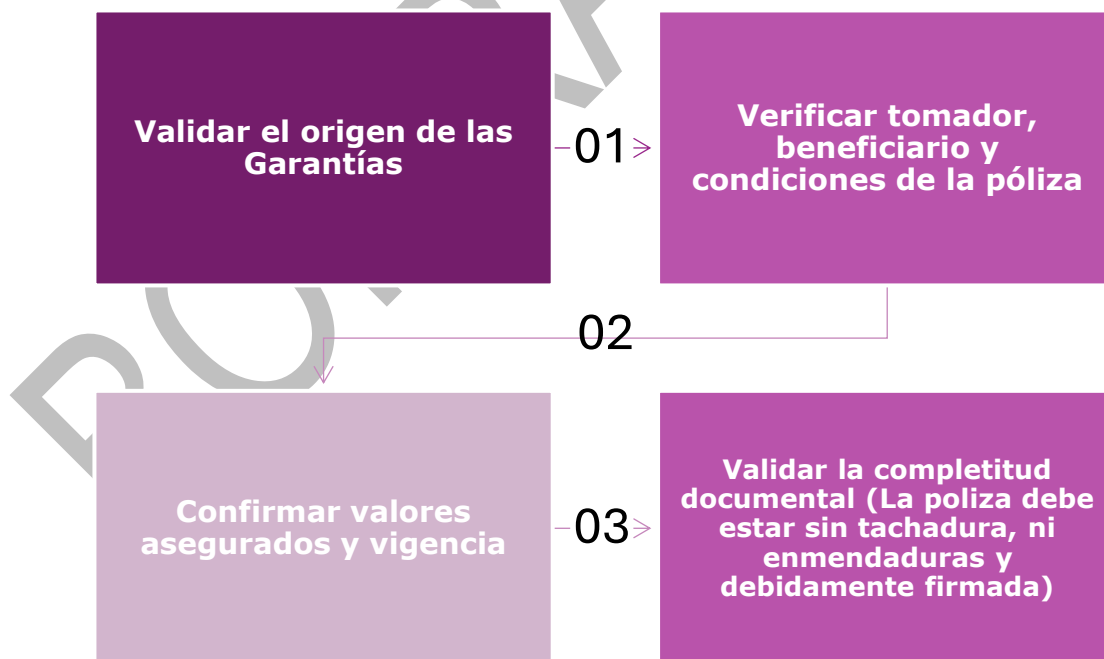 Validar el origen de las
Garantías
01
Verificar tomador,
beneficiario y
condiciones de la póliza
02
Confirmar valores
asegurados y vigencia
03
Validar la completitud
documental (La poliza debe
estar sin tachadura, ni
enmendaduras y
debidamente firmada)